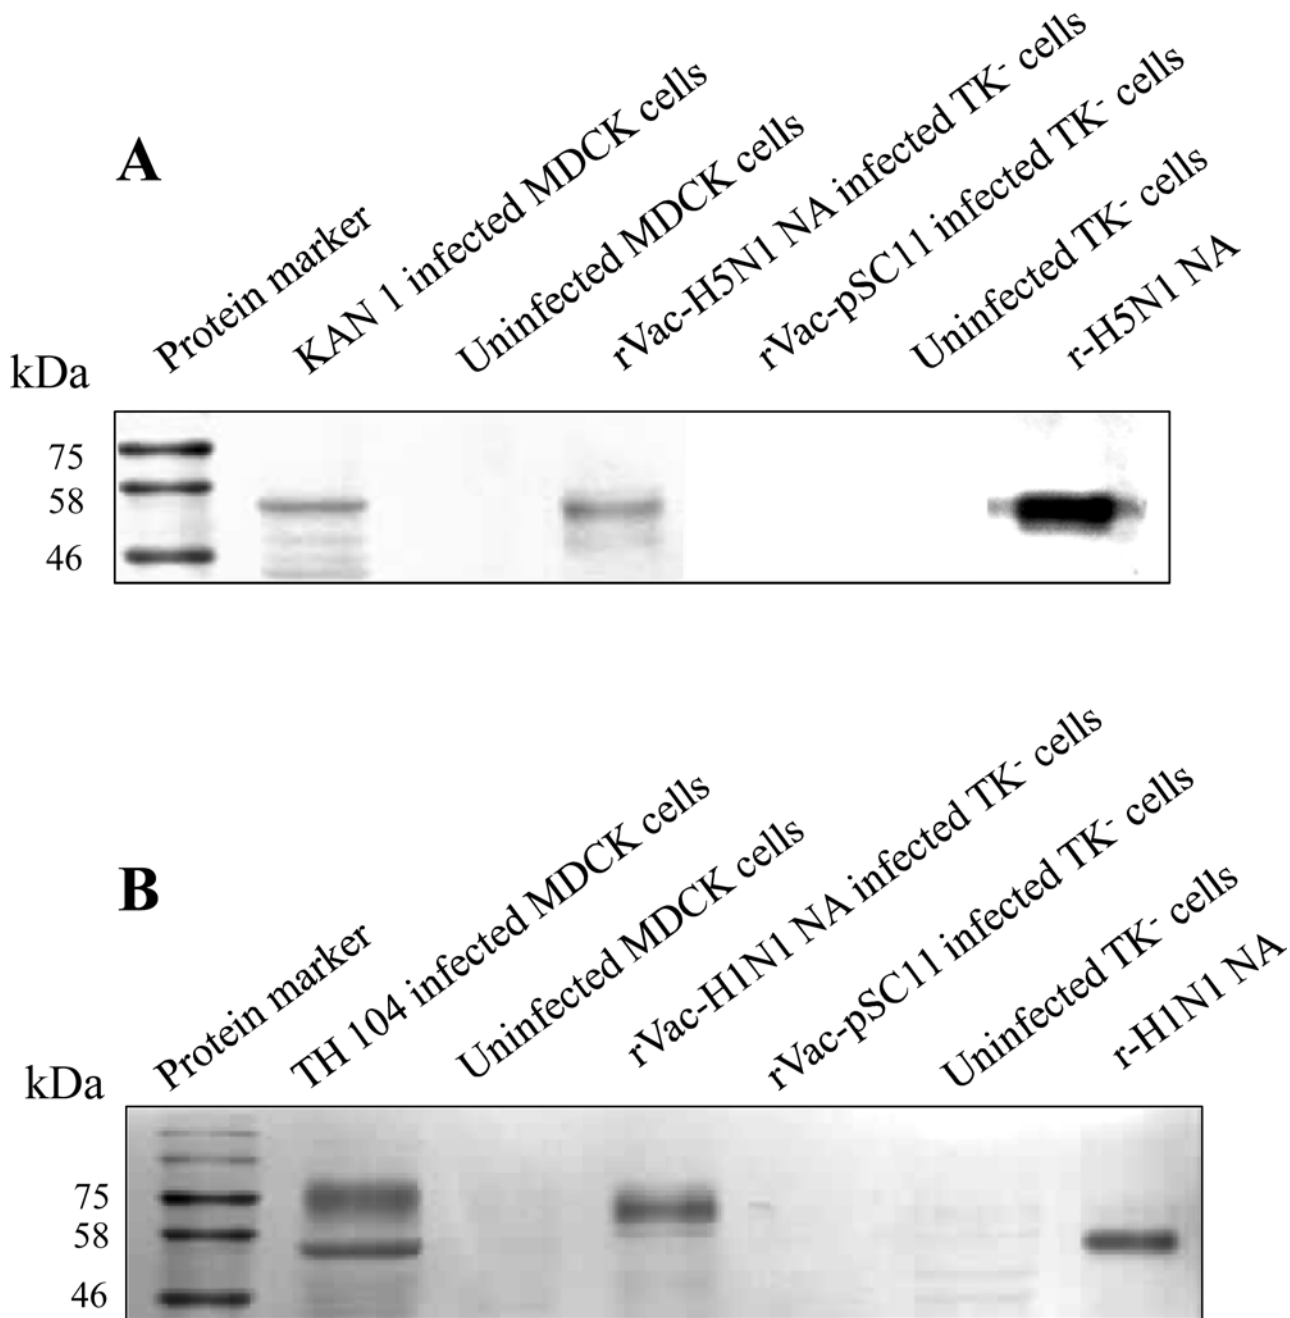 A
Protein marker
KAN 1 infected MDCK cells
Uninfected MDCK cells
rVac-H5N1 NA infected TK⁻ cells
rVac-pSC11 infected TK⁻ cells
Uninfected TK⁻ cells
r-H5N1 NA
kDa
75
58
46
B
Protein marker
TH 104 infected MDCK cells
Uninfected MDCK cells
rVac-H1N1 NA infected TK⁻ cells
rVac-pSC11 infected TK⁻ cells
Uninfected TK⁻ cells
r-H1N1 NA
kDa
75
58
46